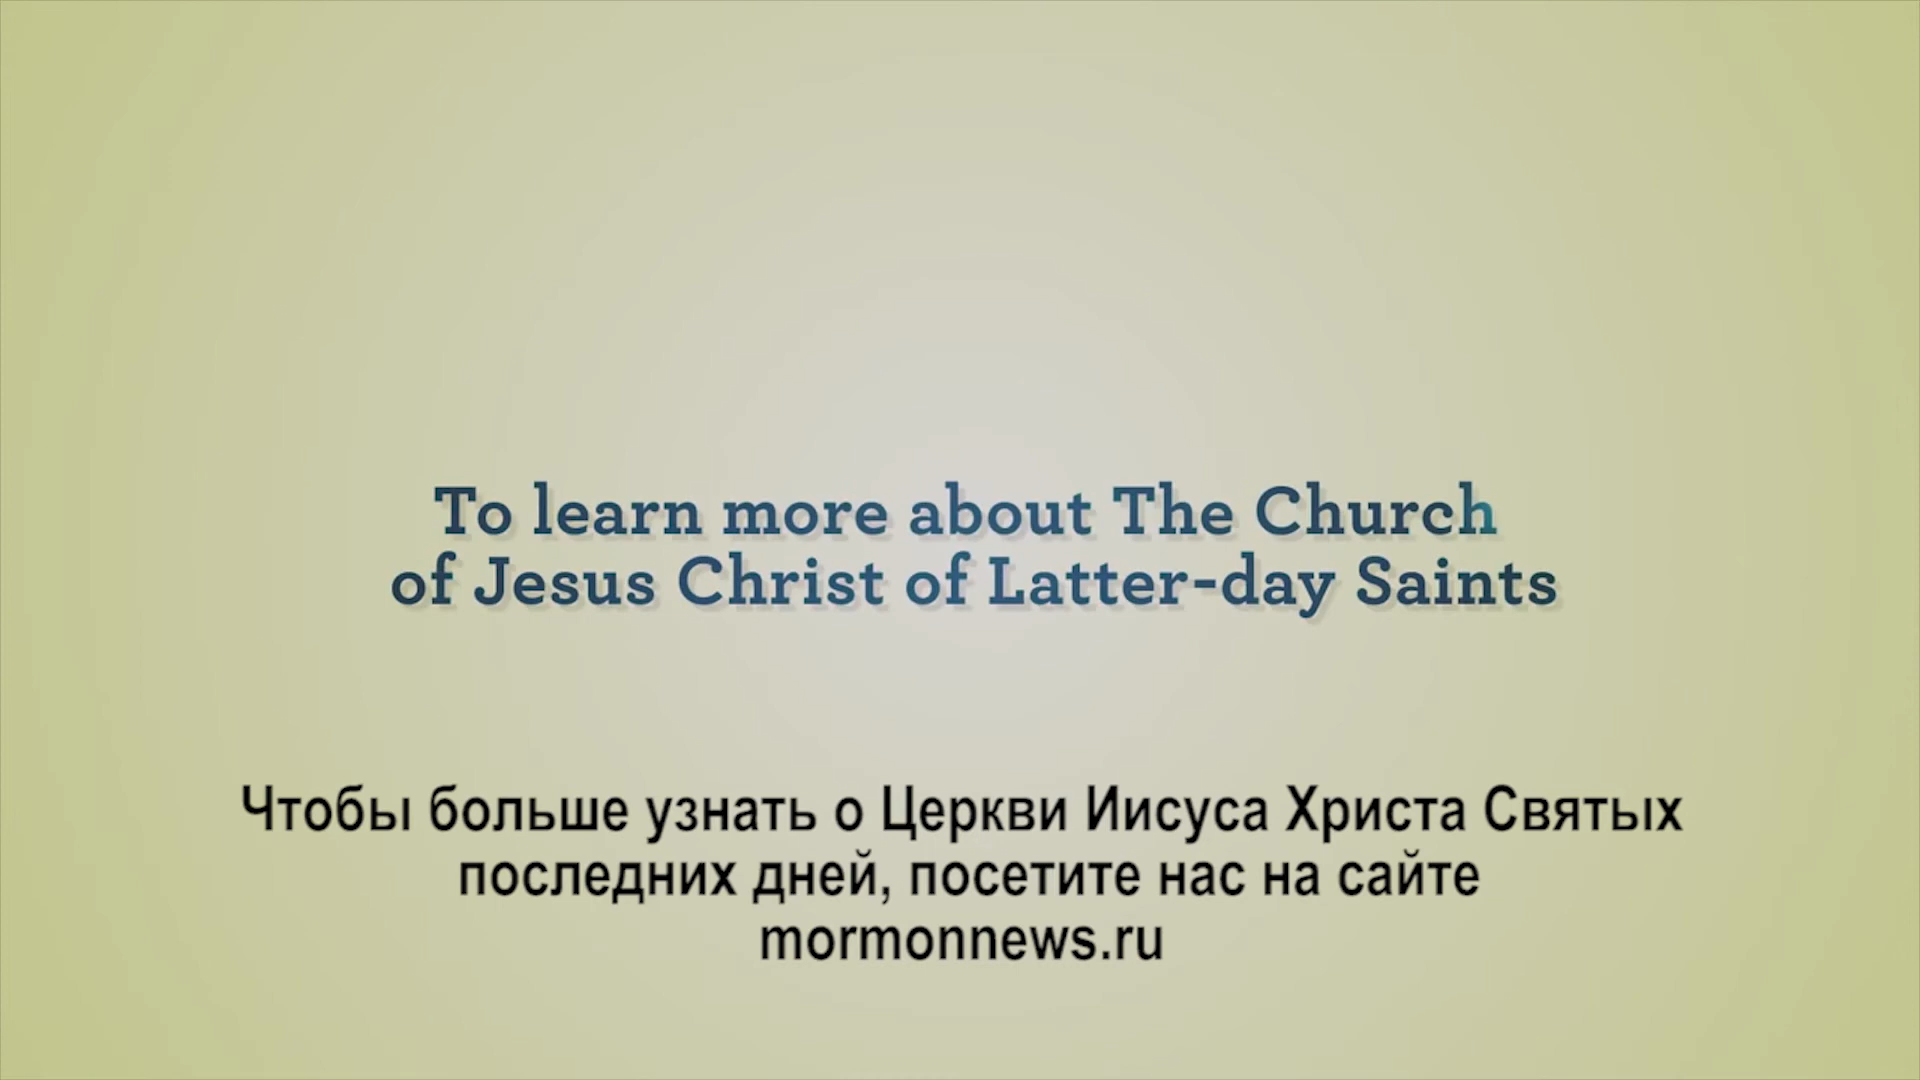 To learn more about The Church
of Jesus Christ of Latter-day Saints
Чтобы больше узнать о Церкви Иисуса Христа Святых
последних дней, посетите нас на сайте
mormonnews.ru